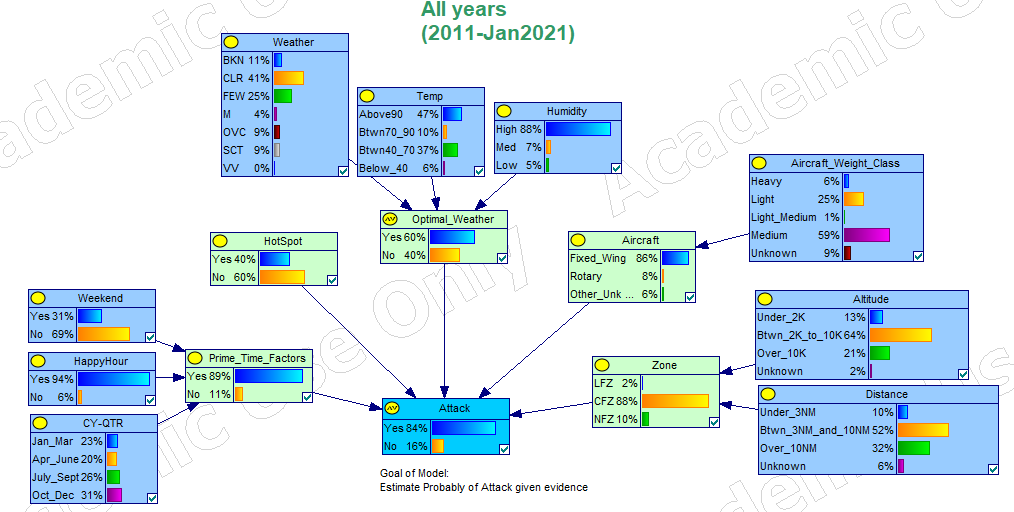 All years
(2011-Jan2021)
Weather
BKN 11%
CLR 41%
FEW 25%
M 4%
OVC 9%
SCT 9%
VV 0%
Temp
Above90 47%
Btwn70_90 10%
Btwn40_70 37%
Below_40 6%
Humidity
High 88%
Med 7%
Low 5%
Aircraft_Weight_Class
Heavy 6%
Light 25%
Light_Medium 1%
Medium 59%
Unknown 9%
Optimal_Weather
Yes 60%
No 40%
HotSpot
Yes 40%
No 60%
Aircraft
Fixed_Wing 86%
Rotary 8%
Other_Unk ... 6%
Weekend
Yes 31%
No 69%
Altitude
Under_2K 13%
Btwn_2K_to_10K 64%
Over_10K 21%
Unknown 2%
HappyHour
Yes 94%
No 6%
Prime_Time_Factors
Yes 89%
No 11%
Zone
LFZ 2%
CFZ 88%
NFZ 10%
Distance
Under_3NM 10%
Btwn_3NM_and_10NM 52%
Over_10NM 32%
Unknown 6%
CY-QTR
Jan_Mar 23%
Apr_June 20%
July_Sept 26%
Oct_Dec 31%
Attack
Yes 84%
No 16%
Goal of Model:
Estimate Probably of Attack given evidence
Academic
Academic
Academic Use Only